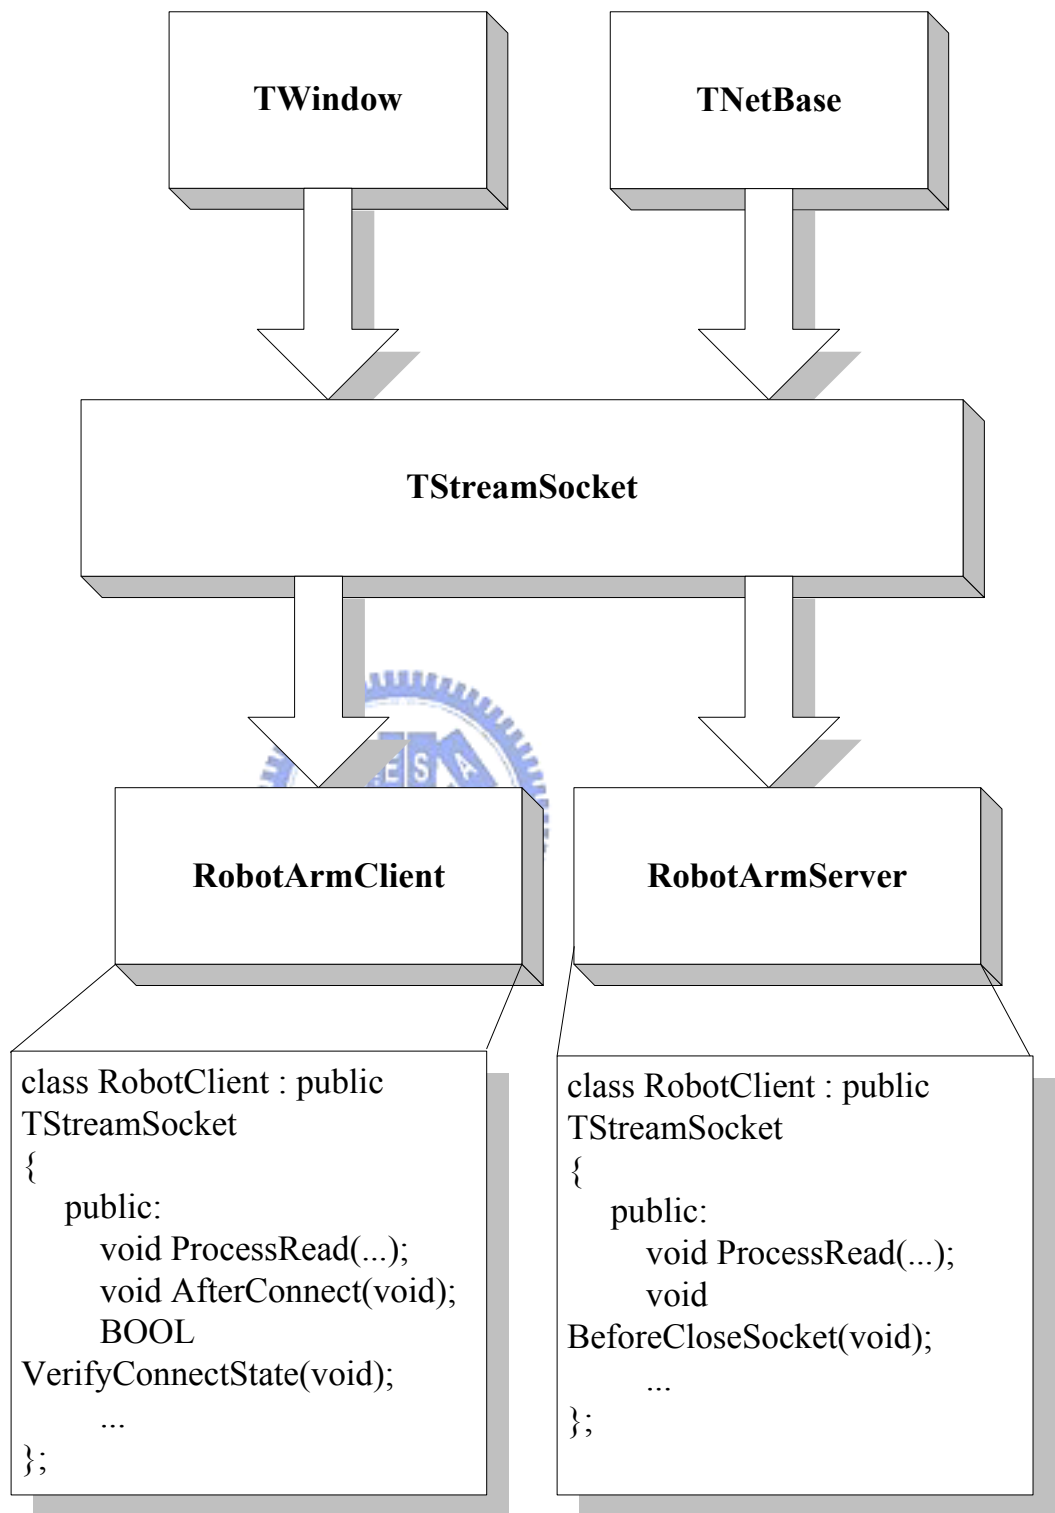 TWindow
TNetBase
TStreamSocket
ES A
RobotArmClient
RobotArmServer
class RobotClient : public
TStreamSocket
{
public:
void ProcessRead(...);
void AfterConnect(void);
BOOL
VerifyConnectState(void);
...
};
class RobotClient : public
TStreamSocket
{
public:
void ProcessRead(...);
void
BeforeCloseSocket(void);
...
};